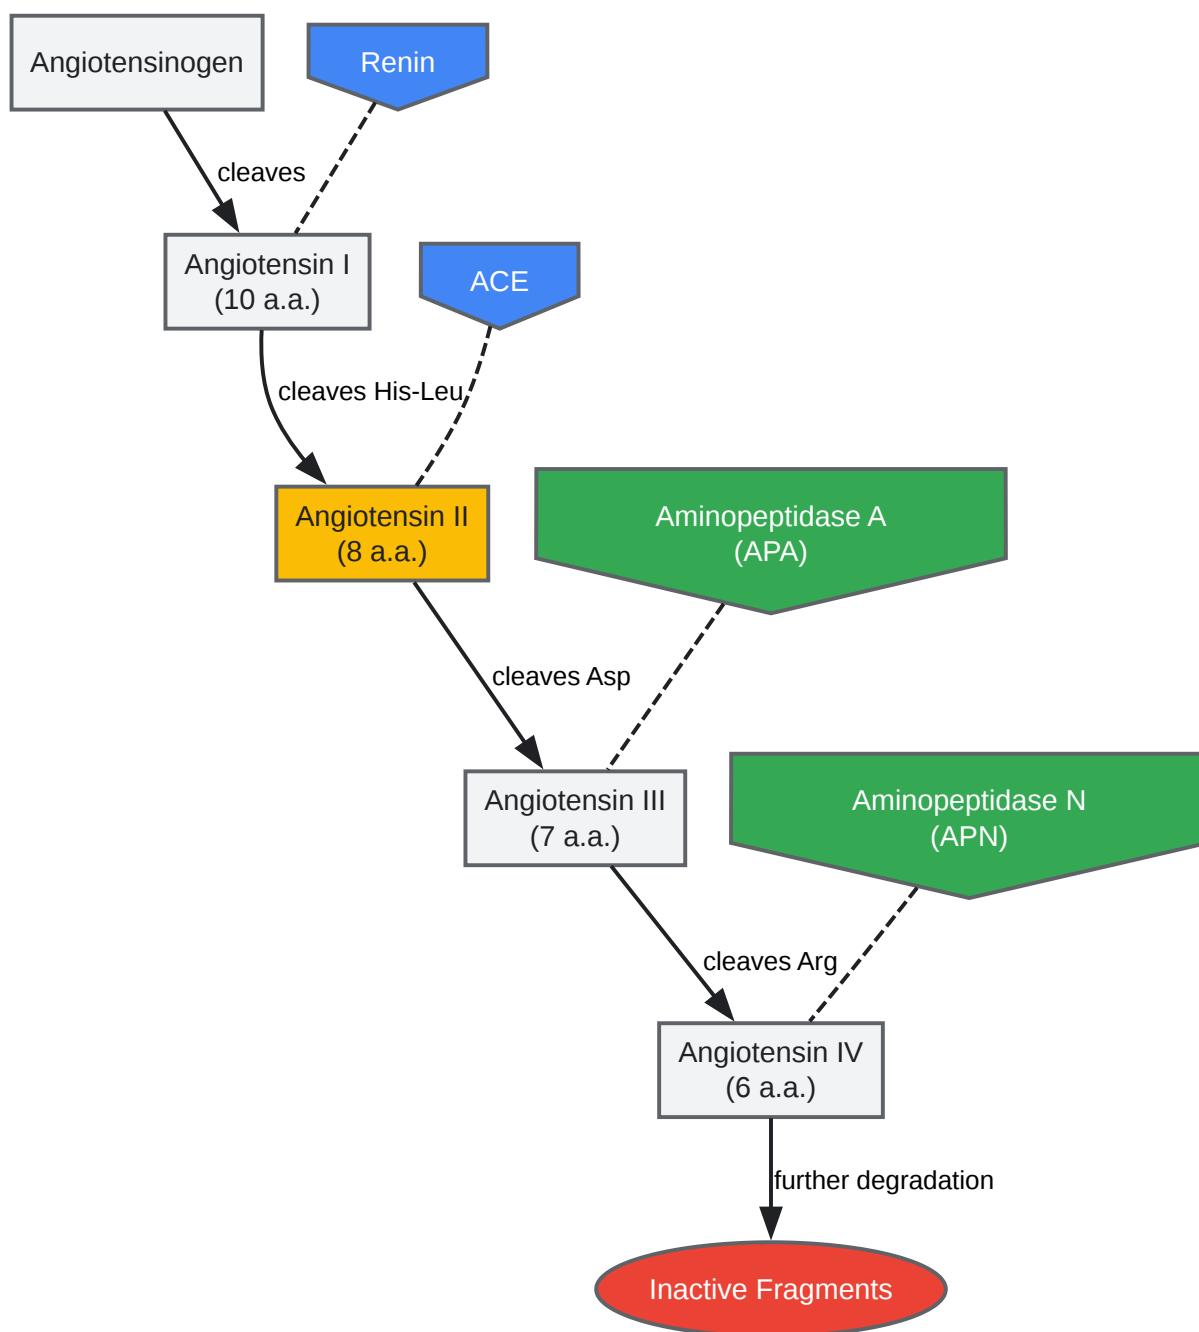 Angiotensinogen
Renin
cleaves
Angiotensin I
(10 a.a.)
ACE
cleaves His-Leu
Angiotensin II
(8 a.a.)
Aminopeptidase A
(APA)
cleaves Asp
Angiotensin III
(7 a.a.)
Aminopeptidase N
(APN)
cleaves Arg
Angiotensin IV
(6 a.a.)
further degradation
Inactive Fragments